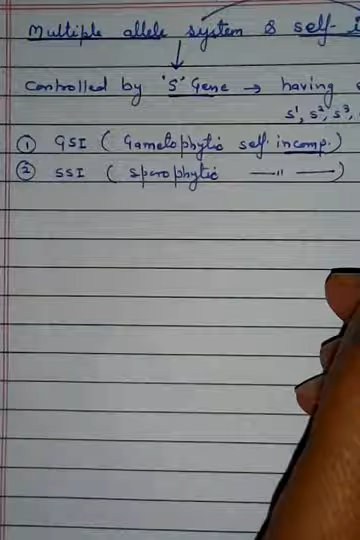 Multiple allele system & self-
Controlled by 's' Gene → having
s¹, s², s³,
① GSI ( Gametophytic self. incomp.)
② SSI ( sporophytic —〃— )